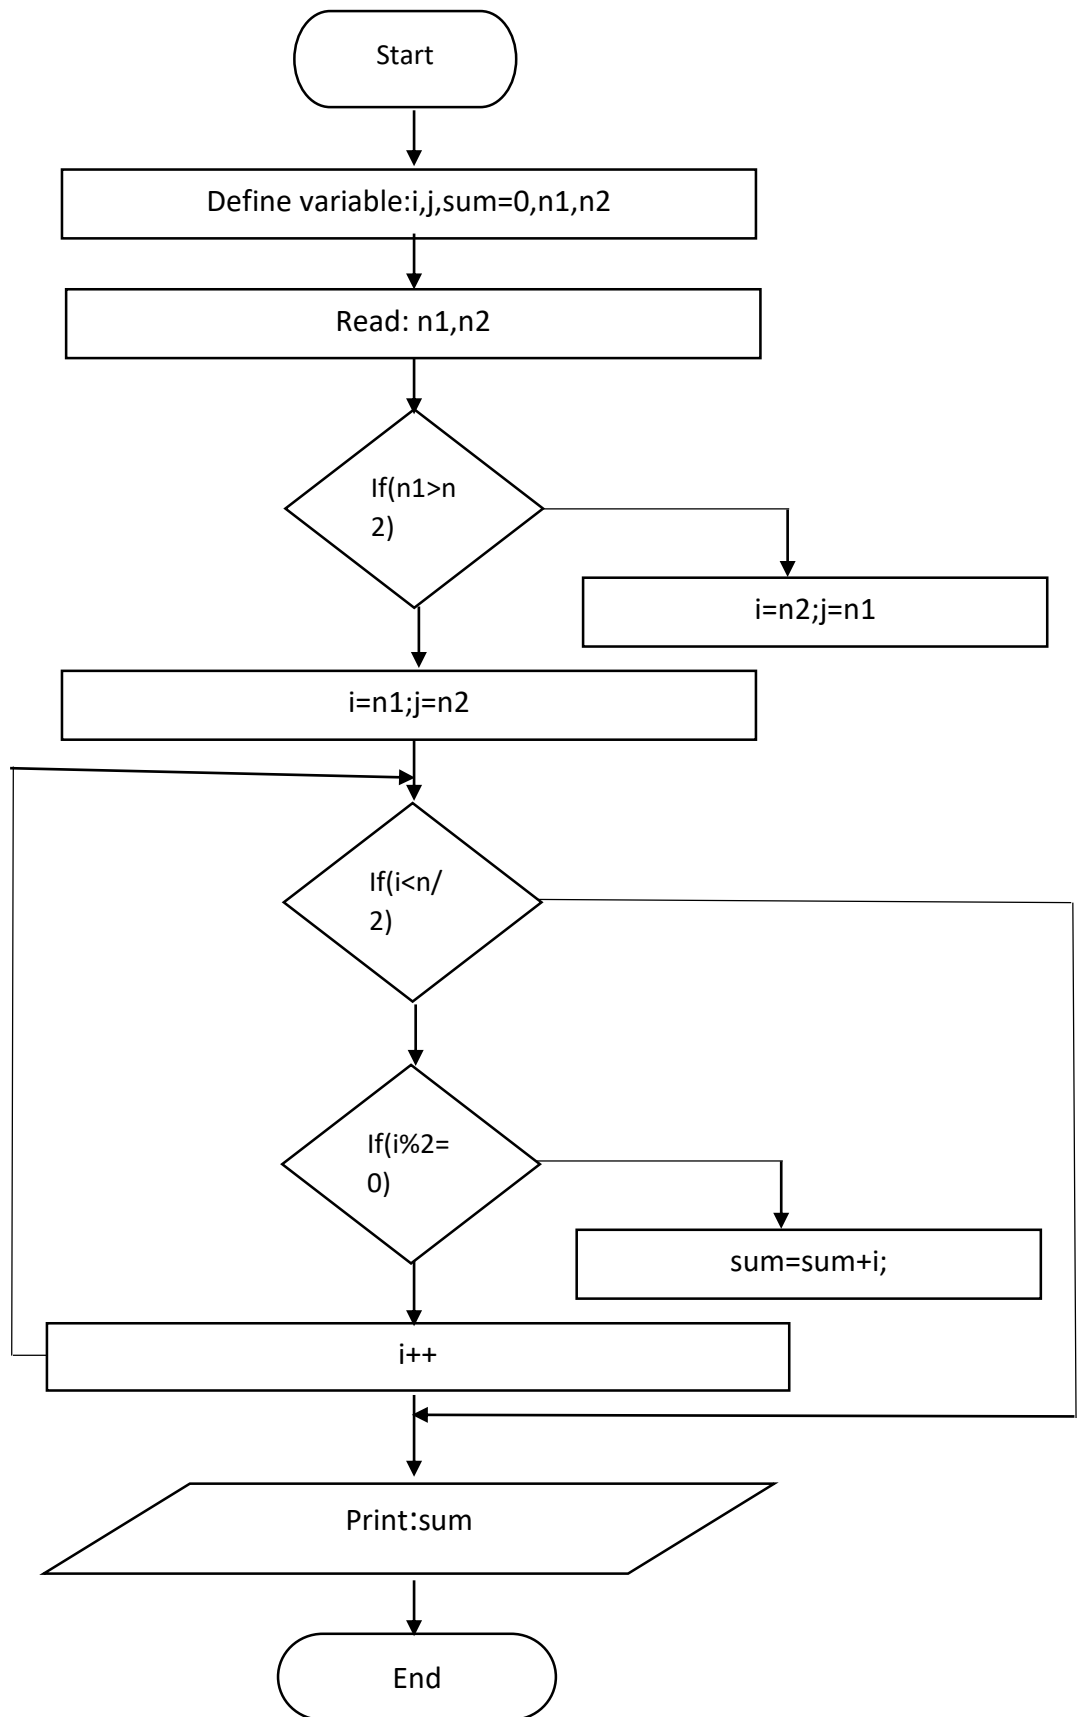 Start
Define variable:i,j,sum=0,n1,n2
Read: n1,n2
If(n1>n
2)
i=n2;j=n1
i=n1;j=n2
If(i<n/
2)
If(i%2=
0)
sum=sum+i;
i++
Print:sum
End